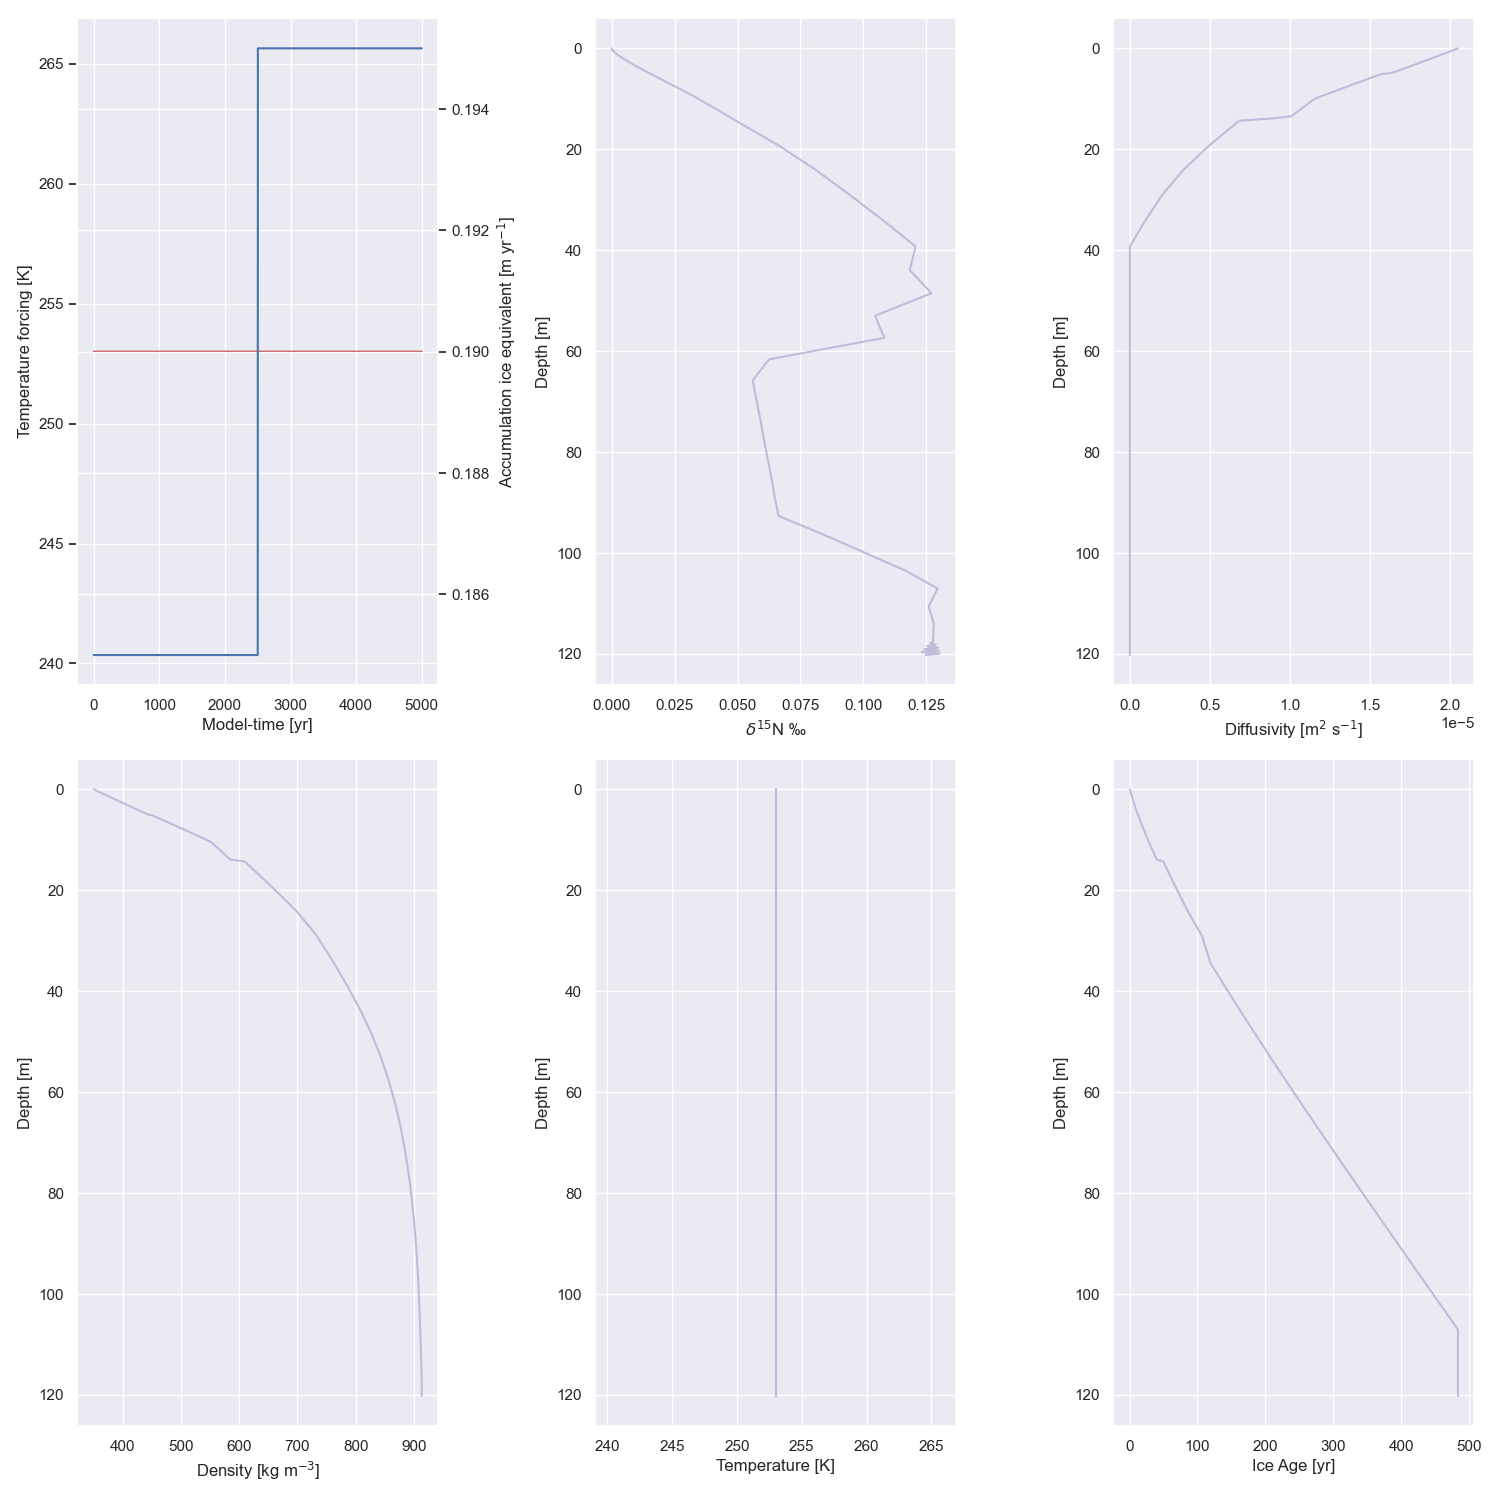 265
260
255
250
245
240
Temperature forcing [K]
0 1000 2000 3000 4000 5000
Model-time [yr]
0.194
0.192
0.190
0.188
0.186
Accumulation ice equivalent [m yr⁻¹]
0
20
40
60
80
100
120
Depth [m]
0.000 0.025 0.050 0.075 0.100 0.125
δ¹⁵N ‰
0
20
40
60
80
100
120
Depth [m]
0.0 0.5 1.0 1.5 2.0
1e−5
Diffusivity [m² s⁻¹]
0
20
40
60
80
100
120
Depth [m]
400 500 600 700 800 900
Density [kg m⁻³]
0
20
40
60
80
100
120
Depth [m]
240 245 250 255 260 265
Temperature [K]
0
20
40
60
80
100
120
Depth [m]
0 100 200 300 400 500
Ice Age [yr]